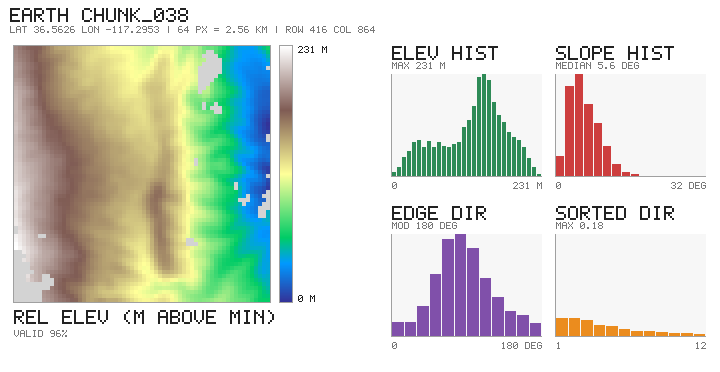 EARTH CHUNK_038
LAT 36.5626 LON -117.2953 | 64 PX = 2.56 KM | ROW 416 COL 864
231 M
0 M
REL ELEV (M ABOVE MIN)
VALID 96%
ELEV HIST
MAX 231 M
0 231 M
SLOPE HIST
MEDIAN 5.6 DEG
0 32 DEG
EDGE DIR
MOD 180 DEG
0 180 DEG
SORTED DIR
MAX 0.18
1 12